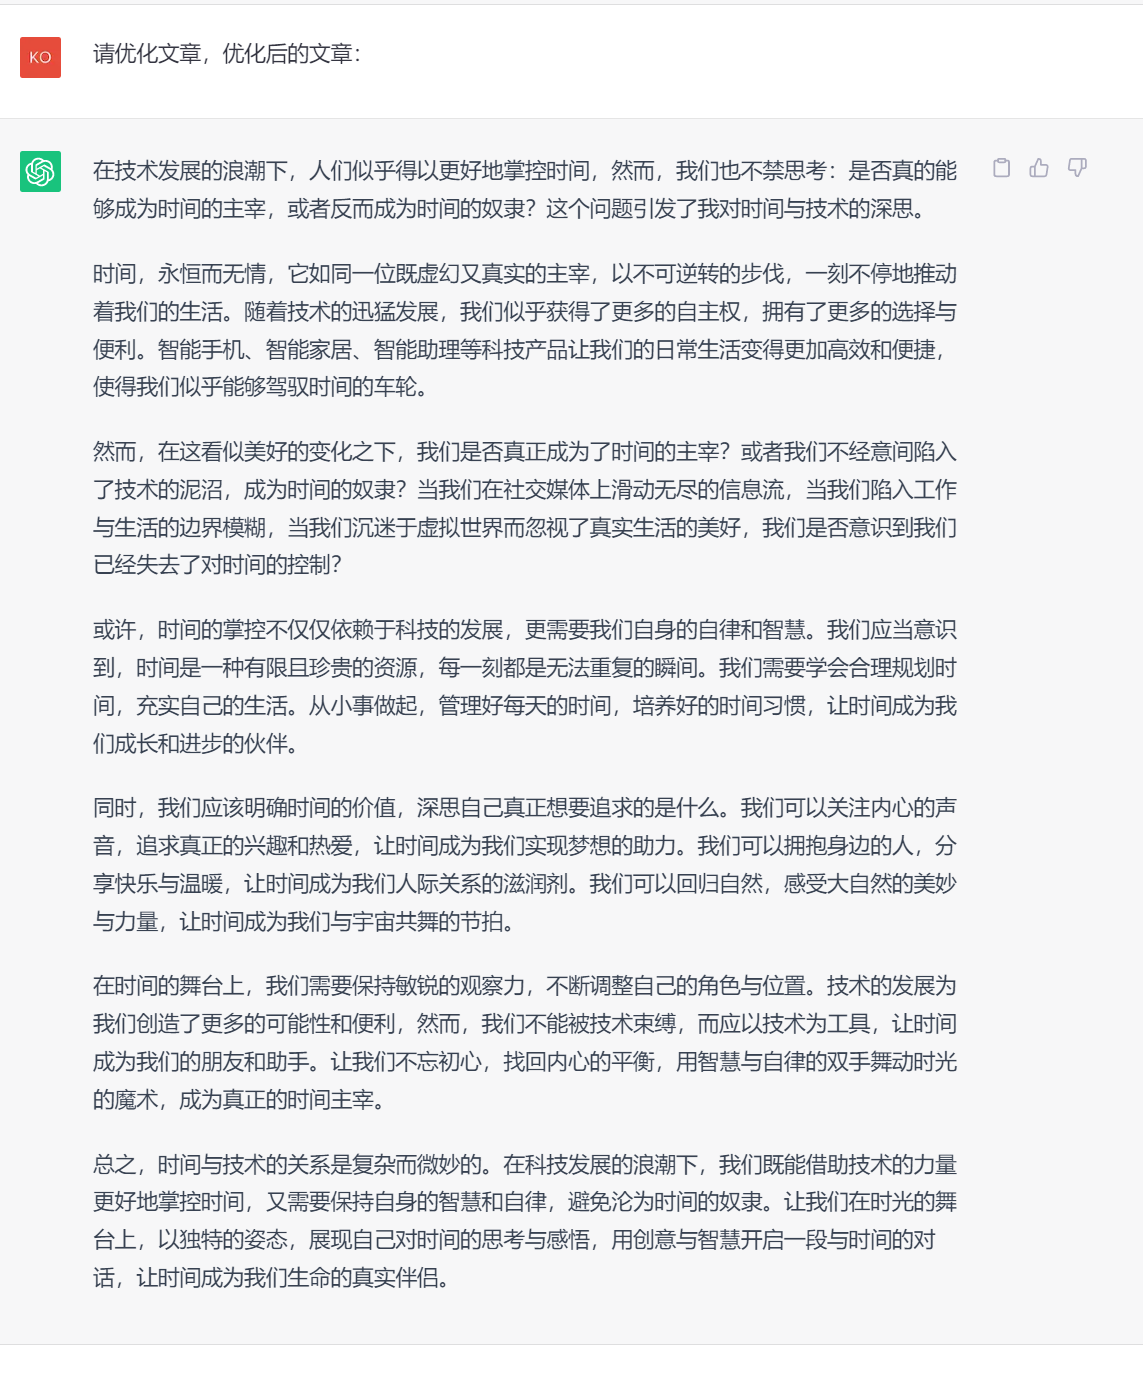 KO
请优化文章，优化后的文章：
在技术发展的浪潮下，人们似乎得以更好地掌控时间，然而，我们也不禁思考：是否真的能
够成为时间的主宰，或者反而成为时间的奴隶？这个问题引发了我对时间与技术的深思。
时间，永恒而无情，它如同一位既虚幻又真实的主宰，以不可逆转的步伐，一刻不停地推动
着我们的生活。随着技术的迅猛发展，我们似乎获得了更多的自主权，拥有了更多的选择与
便利。智能手机、智能家居、智能助理等科技产品让我们的日常生活变得更加高效和便捷，
使得我们似乎能够驾驭时间的车轮。
然而，在这看似美好的变化之下，我们是否真正成为了时间的主宰？或者我们不经意间陷入
了技术的泥沼，成为时间的奴隶？当我们在社交媒体上滑动无尽的信息流，当我们陷入工作
与生活的边界模糊，当我们沉迷于虚拟世界而忽视了真实生活的美好，我们是否意识到我们
已经失去了对时间的控制？
或许，时间的掌控不仅仅依赖于科技的发展，更需要我们自身的自律和智慧。我们应当意识
到，时间是一种有限且珍贵的资源，每一刻都是无法重复的瞬间。我们需要学会合理规划时
间，充实自己的生活。从小事做起，管理好每天的时间，培养好的时间习惯，让时间成为我
们成长和进步的伙伴。
同时，我们应该明确时间的价值，深思自己真正想要追求的是什么。我们可以关注内心的声
音，追求真正的兴趣和热爱，让时间成为我们实现梦想的助力。我们可以拥抱身边的人，分
享快乐与温暖，让时间成为我们人际关系的滋润剂。我们可以回归自然，感受大自然的美妙
与力量，让时间成为我们与宇宙共舞的节拍。
在时间的舞台上，我们需要保持敏锐的观察力，不断调整自己的角色与位置。技术的发展为
我们创造了更多的可能性和便利，然而，我们不能被技术束缚，而应以技术为工具，让时间
成为我们的朋友和助手。让我们不忘初心，找回内心的平衡，用智慧与自律的双手舞动时光
的魔术，成为真正的时间主宰。
总之，时间与技术的关系是复杂而微妙的。在科技发展的浪潮下，我们既能借助技术的力量
更好地掌控时间，又需要保持自身的智慧和自律，避免沦为时间的奴隶。让我们在时光的舞
台上，以独特的姿态，展现自己对时间的思考与感悟，用创意与智慧开启一段与时间的对
话，让时间成为我们生命的真实伴侣。